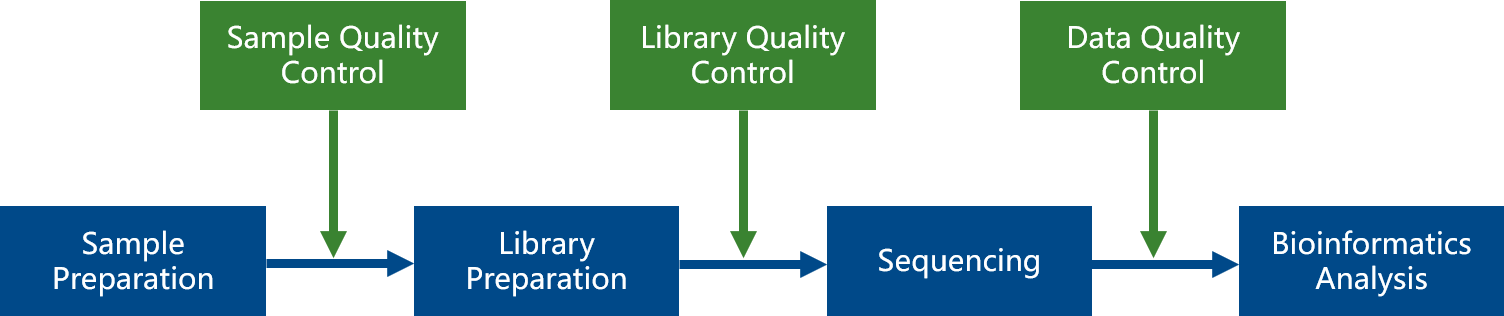 Sample Quality
Control
Library Quality
Control
Data Quality
Control
Sample
Preparation
Library
Preparation
Sequencing
Bioinformatics
Analysis